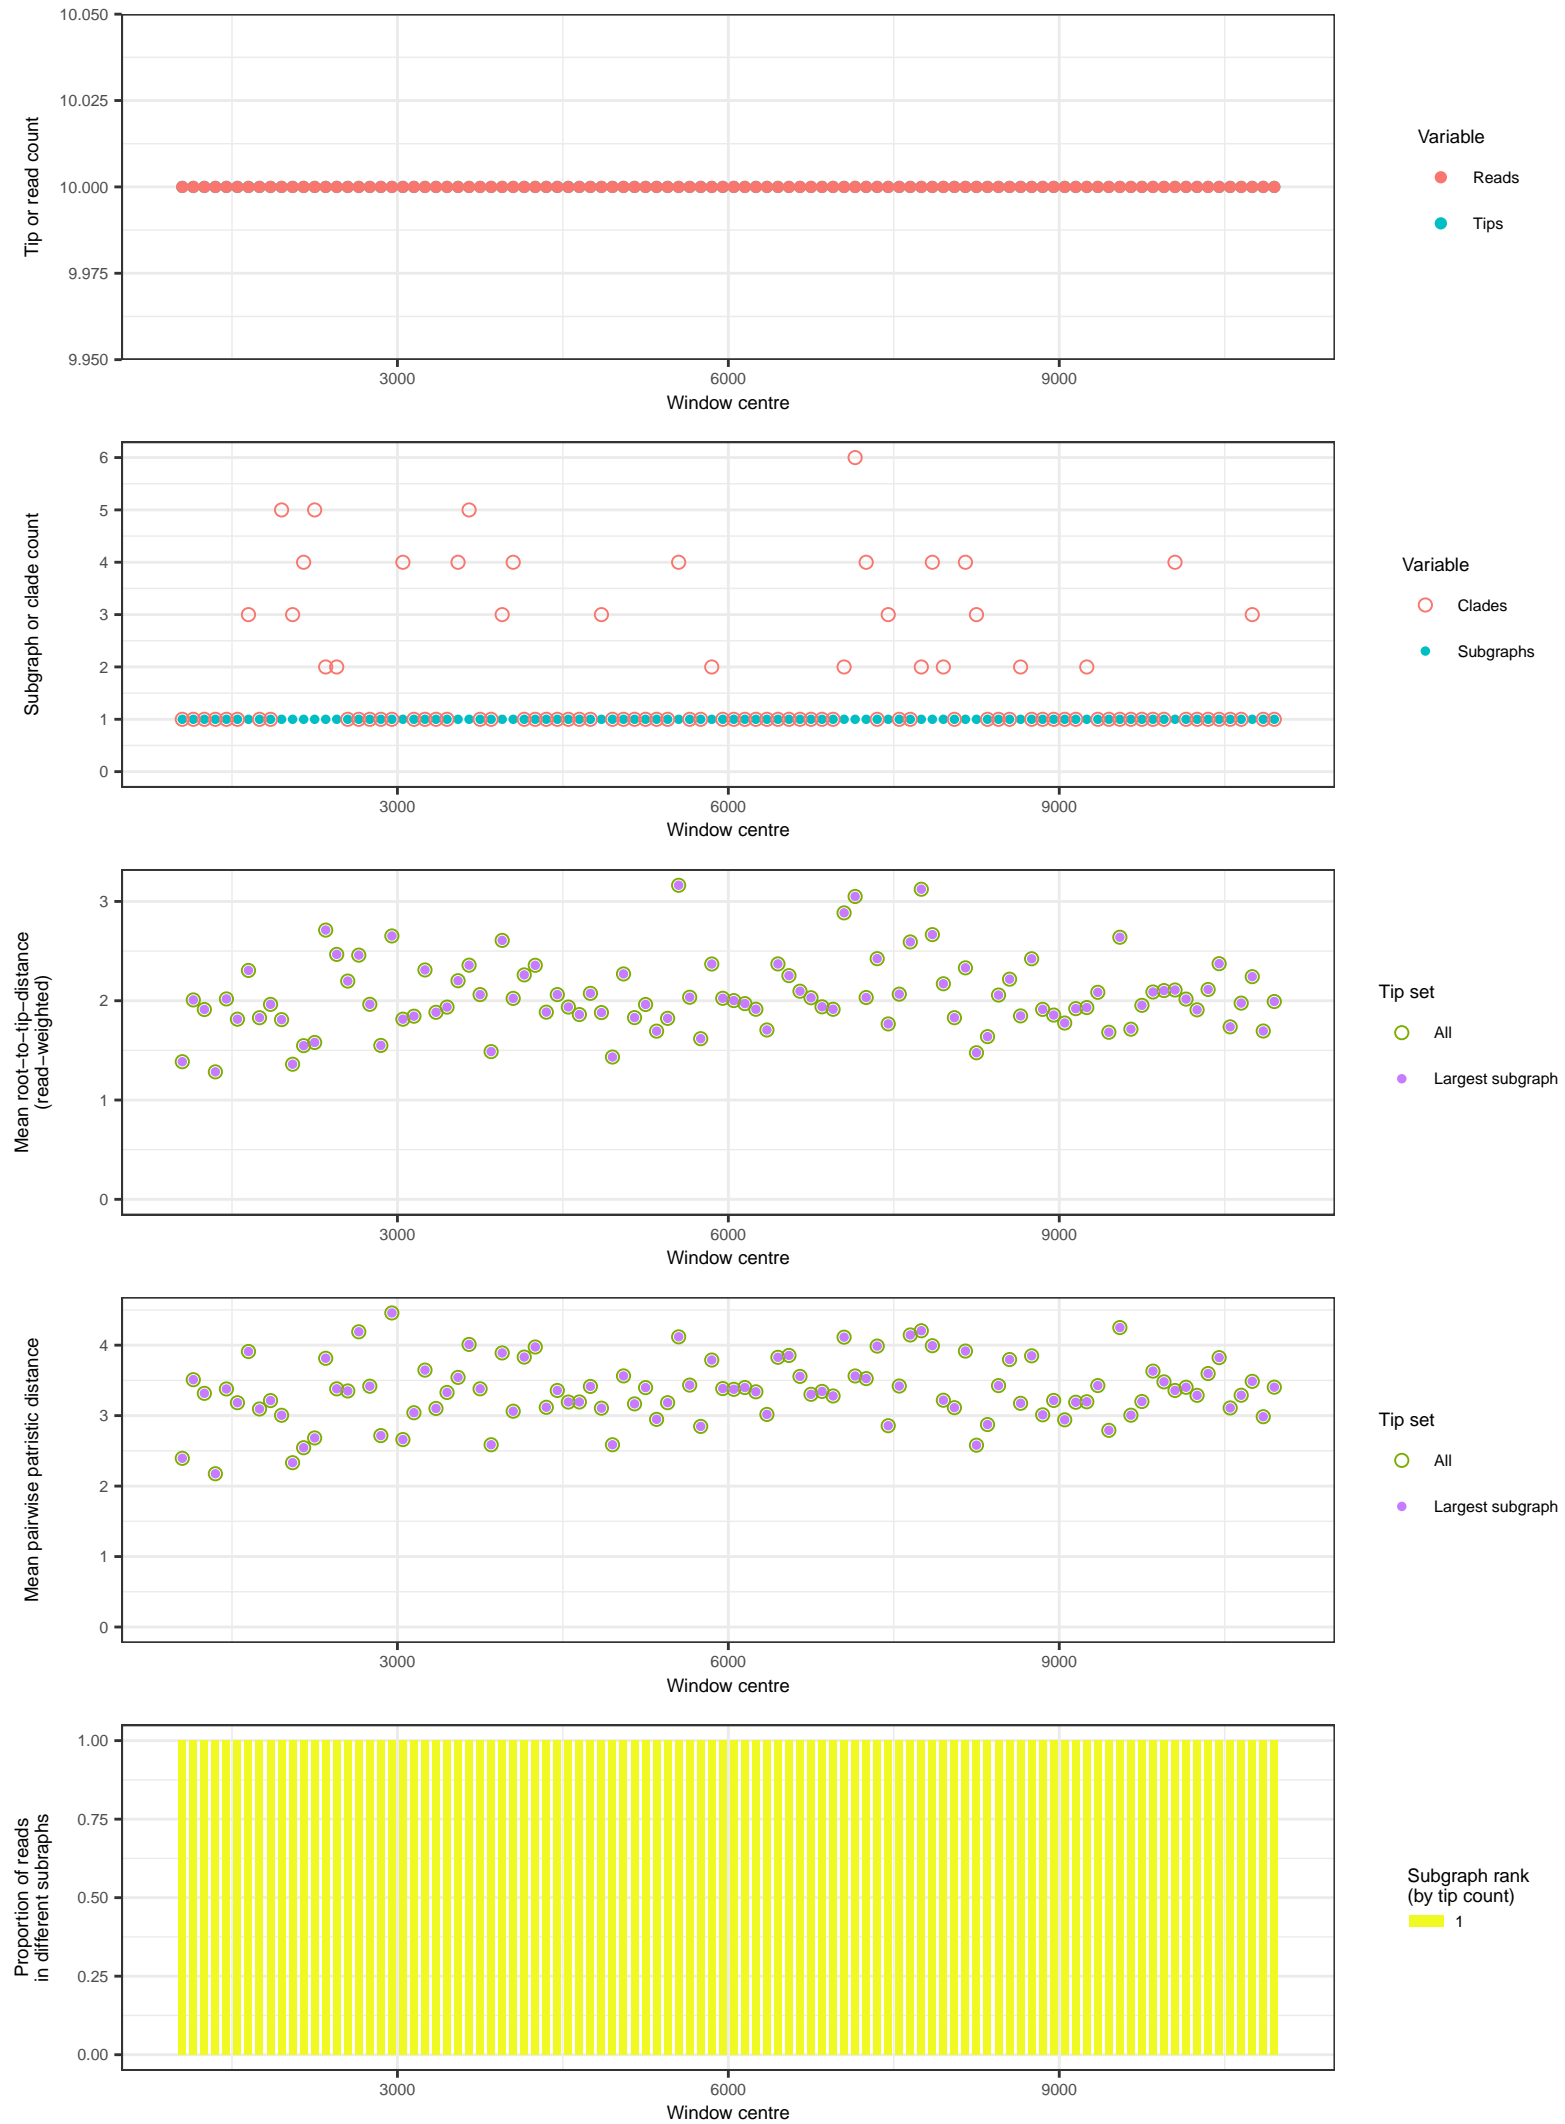 10.050
10.025
10.000
9.975
9.950
Tip or read count
3000
6000
9000
Window centre
Variable
Reads
Tips
6
5
4
3
2
1
0
Subgraph or clade count
3000
6000
9000
Window centre
Variable
Clades
Subgraphs
3
2
1
0
Mean root−to−tip−distance
(read−weighted)
3000
6000
9000
Window centre
Tip set
All
Largest subgraph
4
3
2
1
0
Mean pairwise patristic distance
3000
6000
9000
Window centre
Tip set
All
Largest subgraph
1.00
0.75
0.50
0.25
0.00
Proportion of reads
in different subraphs
3000
6000
9000
Window centre
Subgraph rank
(by tip count)
1